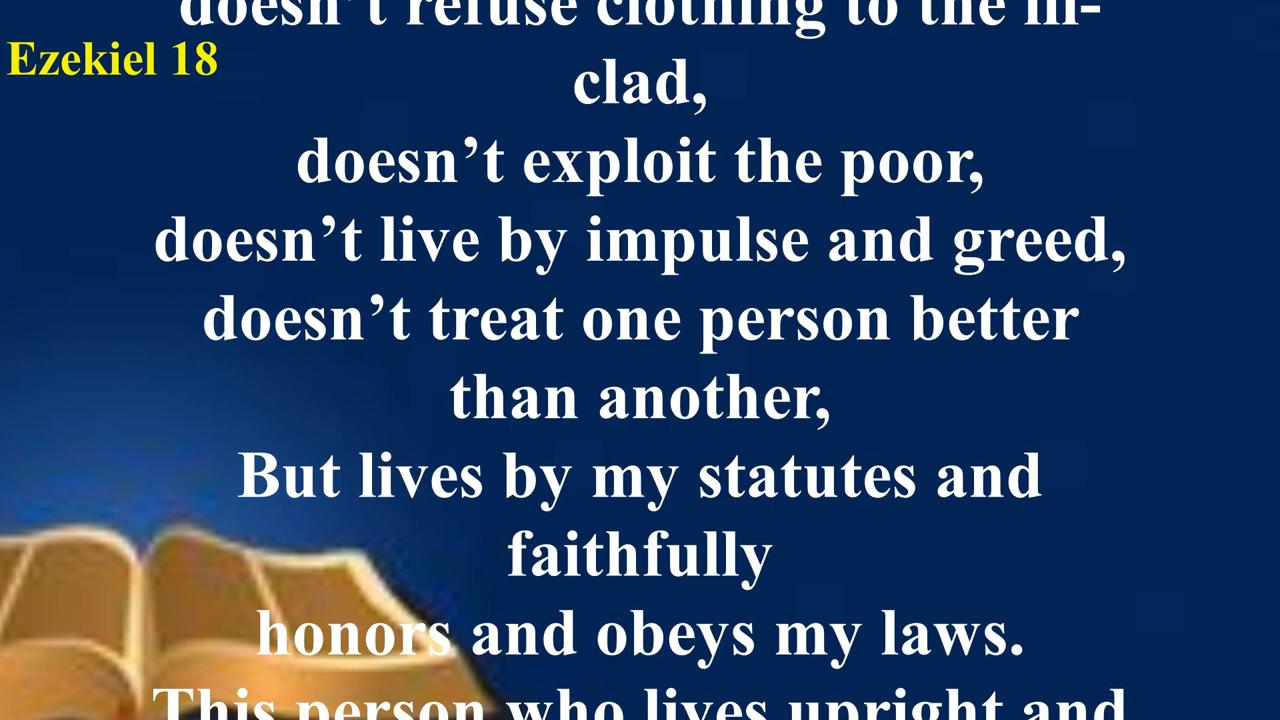 doesn’t refuse clothing to the ill-
Ezekiel 18
clad,
doesn’t exploit the poor,
doesn’t live by impulse and greed,
doesn’t treat one person better
than another,
But lives by my statutes and
faithfully
honors and obeys my laws.
This person who lives upright and